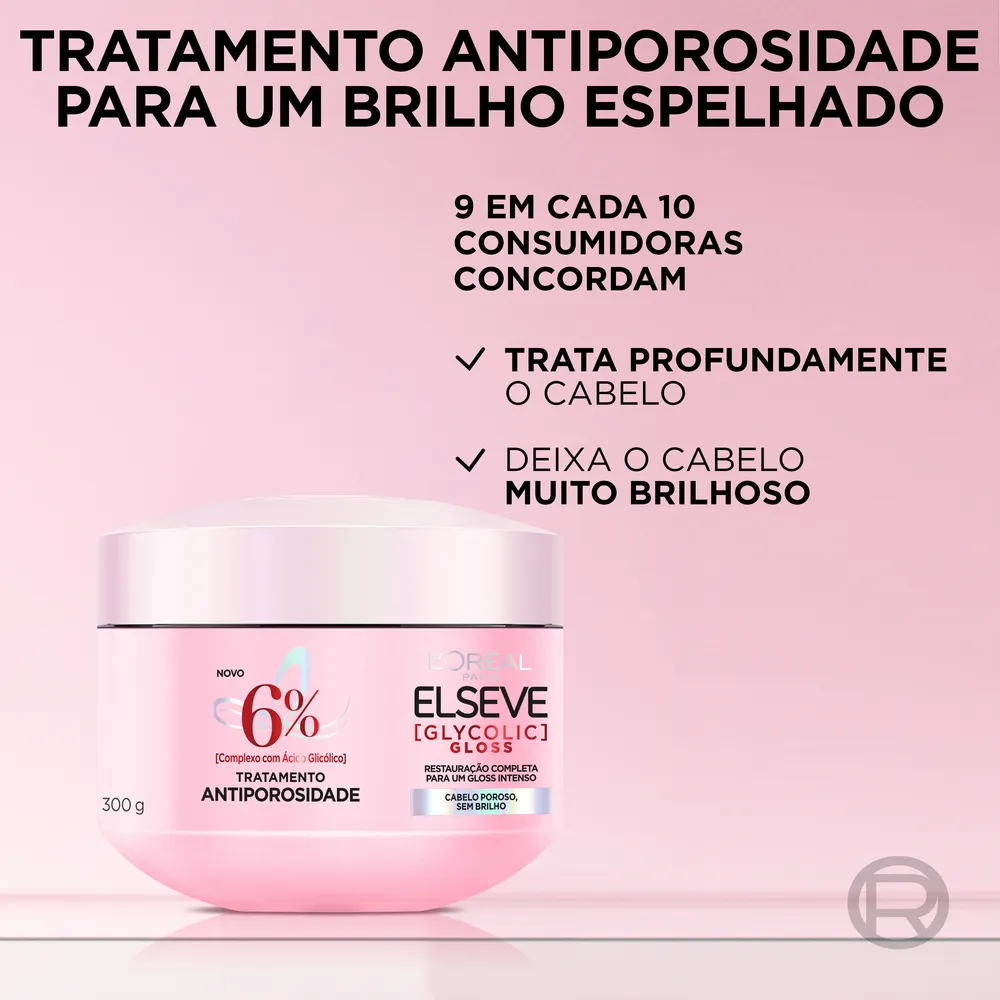 TRATAMENTO ANTIPOROSIDADE
PARA UM BRILHO ESPELHADO
9 EM CADA 10
CONSUMIDORAS
CONCORDAM
TRATA PROFUNDAMENTE
O CABELO
DEIXA O CABELO
MUITO BRILHOSO
NOVO
6%
[Complexo com Ácido Glicólico]
TRATAMENTO
ANTIPOROSIDADE
300 g
L'ORÉAL
PARIS
ELSEVE
[GLYCOLIC]
GLOSS
RESTAURAÇÃO COMPLETA
PARA UM GLOSS INTENSO
CABELO POROSO,
SEM BRILHO